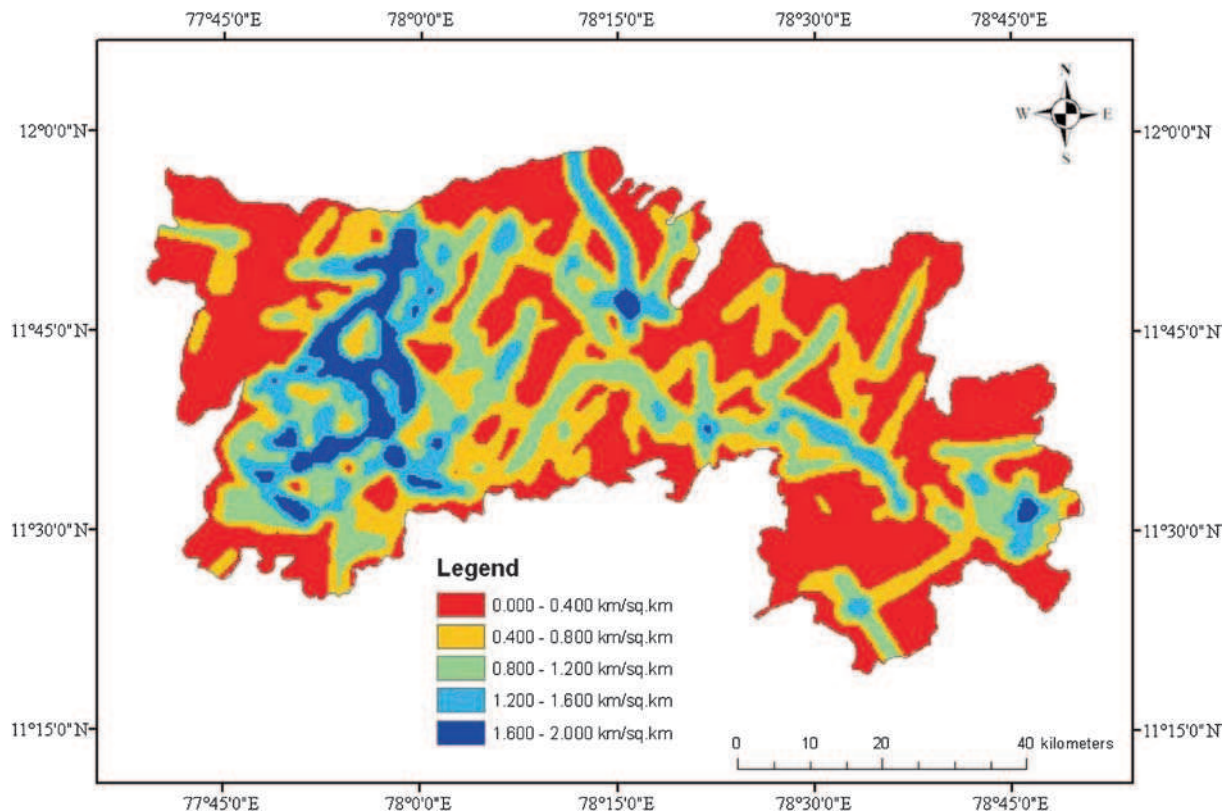 77°45'0"E 78°0'0"E 78°15'0"E 78°30'0"E 78°45'0"E
N
W E
S
12°0'0"N 12°0'0"N
11°45'0"N 11°45'0"N
11°30'0"N 11°30'0"N
Legend
0.000 - 0.400 km/sq.km
0.400 - 0.800 km/sq.km
0.800 - 1.200 km/sq.km
1.200 - 1.600 km/sq.km
1.600 - 2.000 km/sq.km
11°15'0"N 11°15'0"N
0 10 20 40 kilometers
77°45'0"E 78°0'0"E 78°15'0"E 78°30'0"E 78°45'0"E